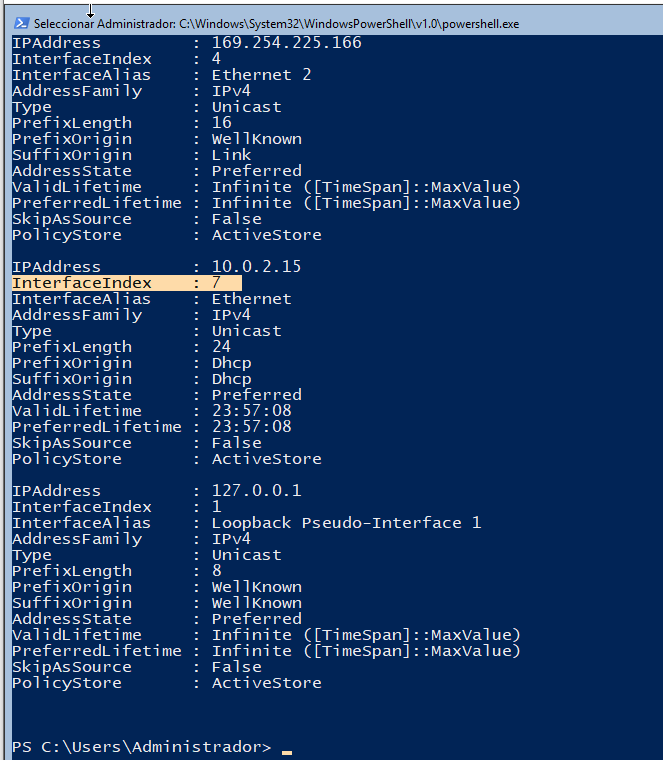 Seleccionar Administrador: C:\Windows\System32\WindowsPowerShell\v1.0\powershell.exe
IPAddress         : 169.254.225.166
InterfaceIndex    : 4
InterfaceAlias    : Ethernet 2
AddressFamily     : IPv4
Type              : Unicast
PrefixLength      : 16
PrefixOrigin      : WellKnown
SuffixOrigin      : Link
AddressState      : Preferred
ValidLifetime     : Infinite ([TimeSpan]::MaxValue)
PreferredLifetime : Infinite ([TimeSpan]::MaxValue)
SkipAsSource      : False
PolicyStore       : ActiveStore

IPAddress         : 10.0.2.15
InterfaceIndex    : 7
InterfaceAlias    : Ethernet
AddressFamily     : IPv4
Type              : Unicast
PrefixLength      : 24
PrefixOrigin      : Dhcp
SuffixOrigin      : Dhcp
AddressState      : Preferred
ValidLifetime     : 23:57:08
PreferredLifetime : 23:57:08
SkipAsSource      : False
PolicyStore       : ActiveStore

IPAddress         : 127.0.0.1
InterfaceIndex    : 1
InterfaceAlias    : Loopback Pseudo-Interface 1
AddressFamily     : IPv4
Type              : Unicast
PrefixLength      : 8
PrefixOrigin      : WellKnown
SuffixOrigin      : WellKnown
AddressState      : Preferred
ValidLifetime     : Infinite ([TimeSpan]::MaxValue)
PreferredLifetime : Infinite ([TimeSpan]::MaxValue)
SkipAsSource      : False
PolicyStore       : ActiveStore

PS C:\Users\Administrador> _